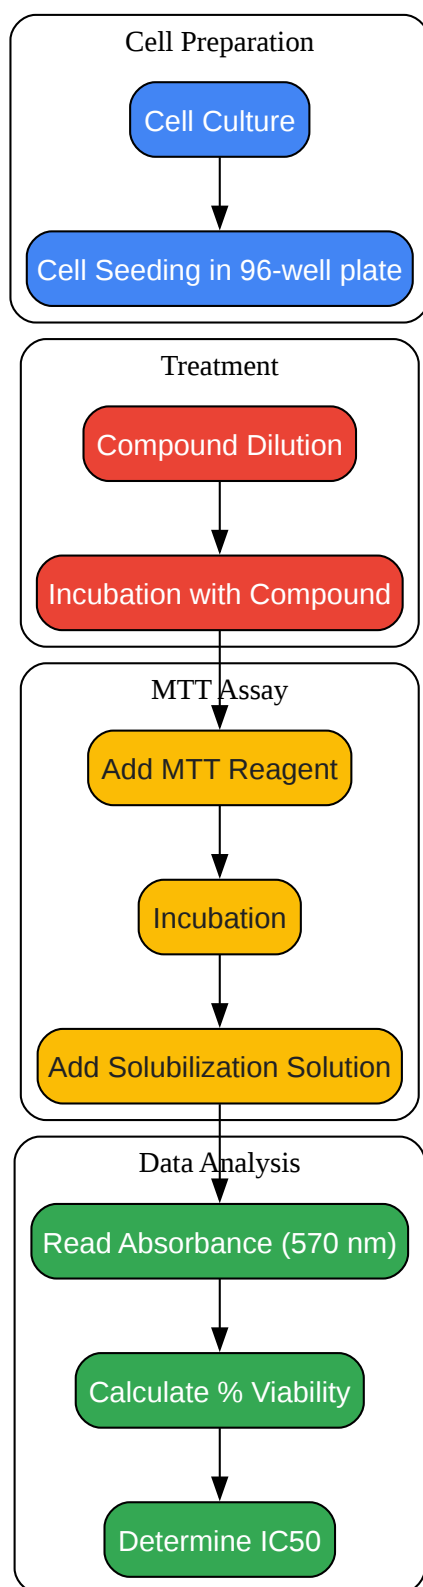 Cell Preparation
Cell Culture
Cell Seeding in 96-well plate
Treatment
Compound Dilution
Incubation with Compound
MTT Assay
Add MTT Reagent
Incubation
Add Solubilization Solution
Data Analysis
Read Absorbance (570 nm)
Calculate % Viability
Determine IC50